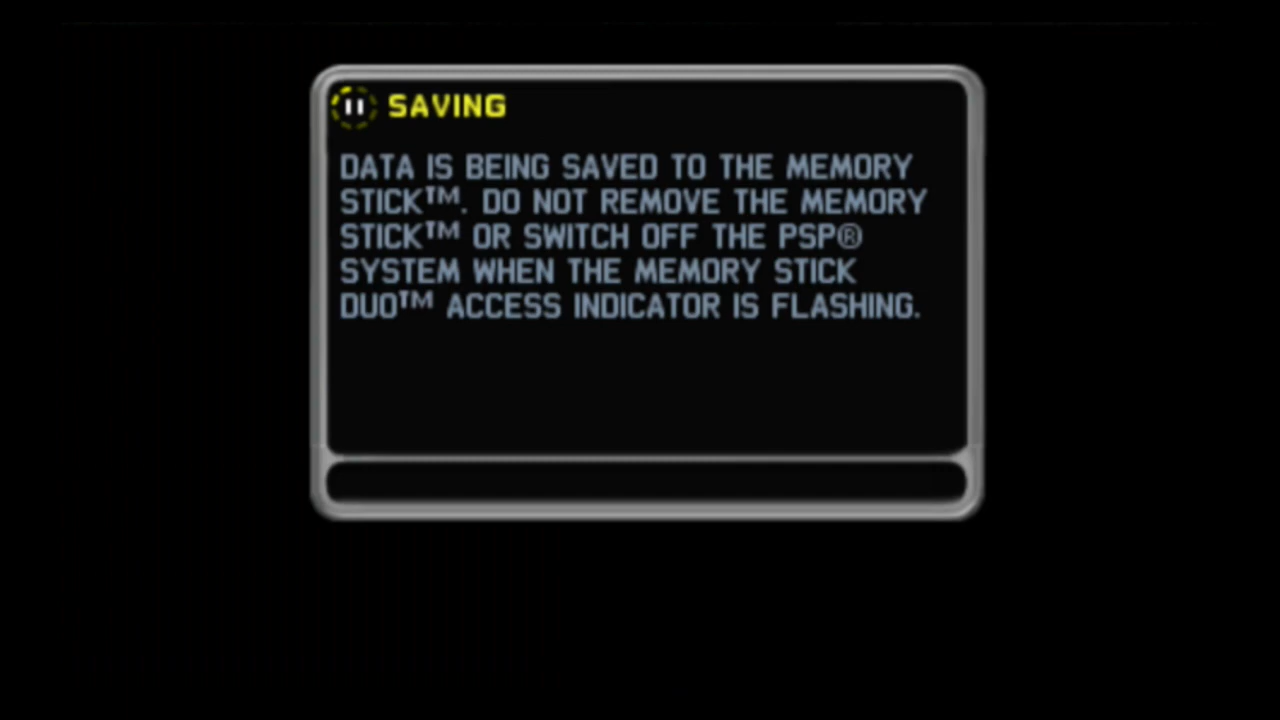 SAVING
DATA IS BEING SAVED TO THE MEMORY
STICK™. DO NOT REMOVE THE MEMORY
STICK™ OR SWITCH OFF THE PSP®
SYSTEM WHEN THE MEMORY STICK
DUO™ ACCESS INDICATOR IS FLASHING.